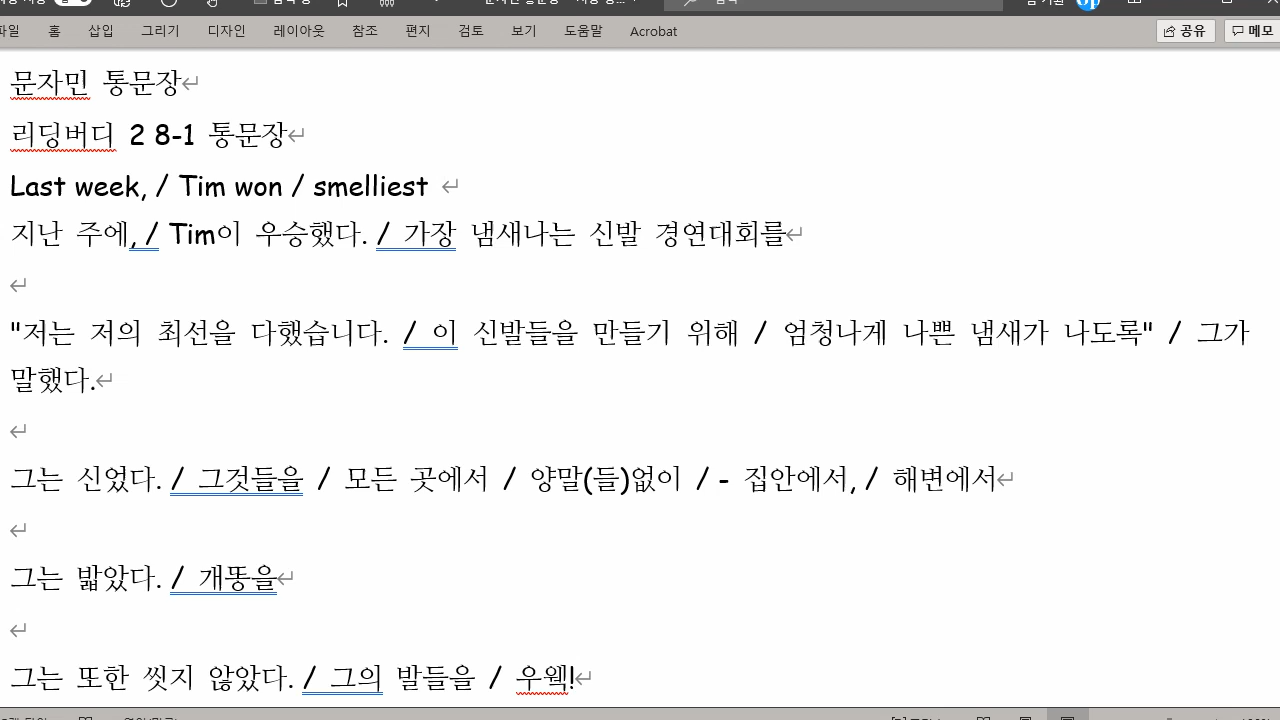 홈 삽입 그리기 디자인 레이아웃 참조 편지 검토 보기 도움말 Acrobat 공유 메모
문자민 통문장
리딩버디 2 8-1 통문장
Last week, / Tim won / smelliest
지난 주에, / Tim이 우승했다. / 가장 냄새나는 신발 경연대회를
"저는 저의 최선을 다했습니다. / 이 신발들을 만들기 위해 / 엄청나게 나쁜 냄새가 나도록" / 그가
말했다.
그는 신었다. / 그것들을 / 모든 곳에서 / 양말(들)없이 / - 집안에서, / 해변에서
그는 밟았다. / 개똥을
그는 또한 씻지 않았다. / 그의 발들을 / 우웩!